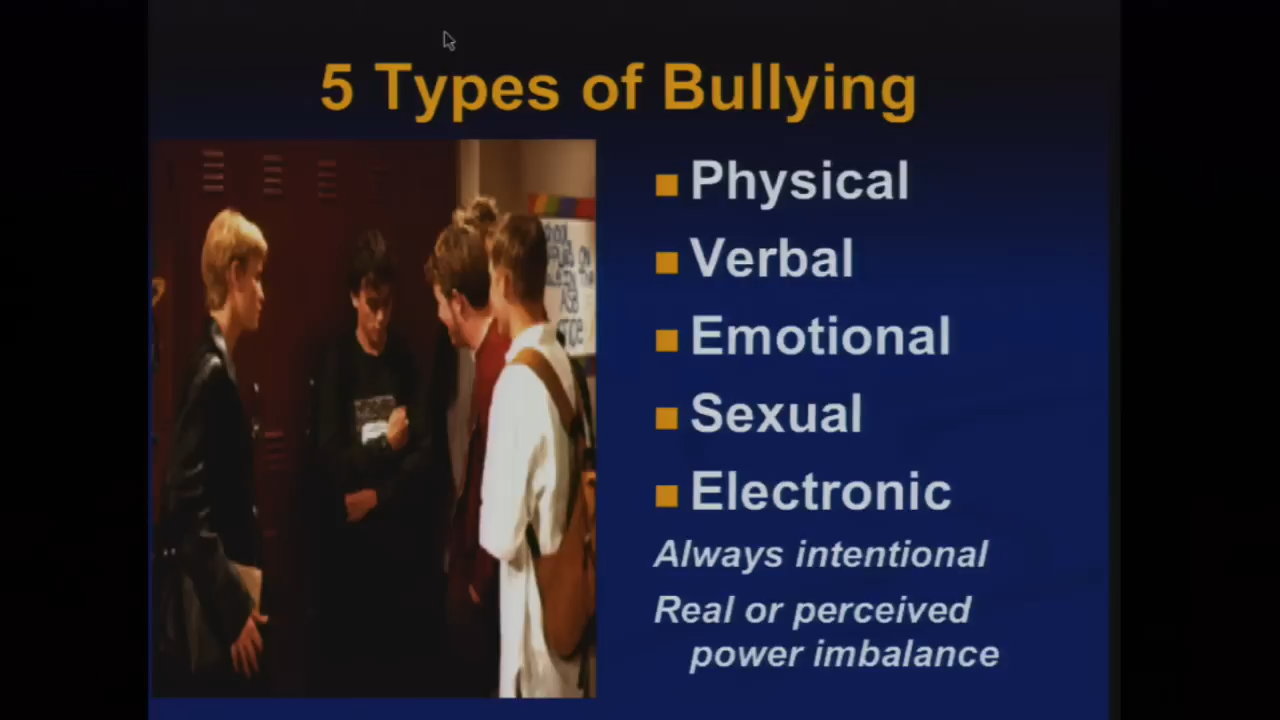 5 Types of Bullying
Physical
Verbal
Emotional
Sexual
Electronic
Always intentional
Real or perceived
power imbalance